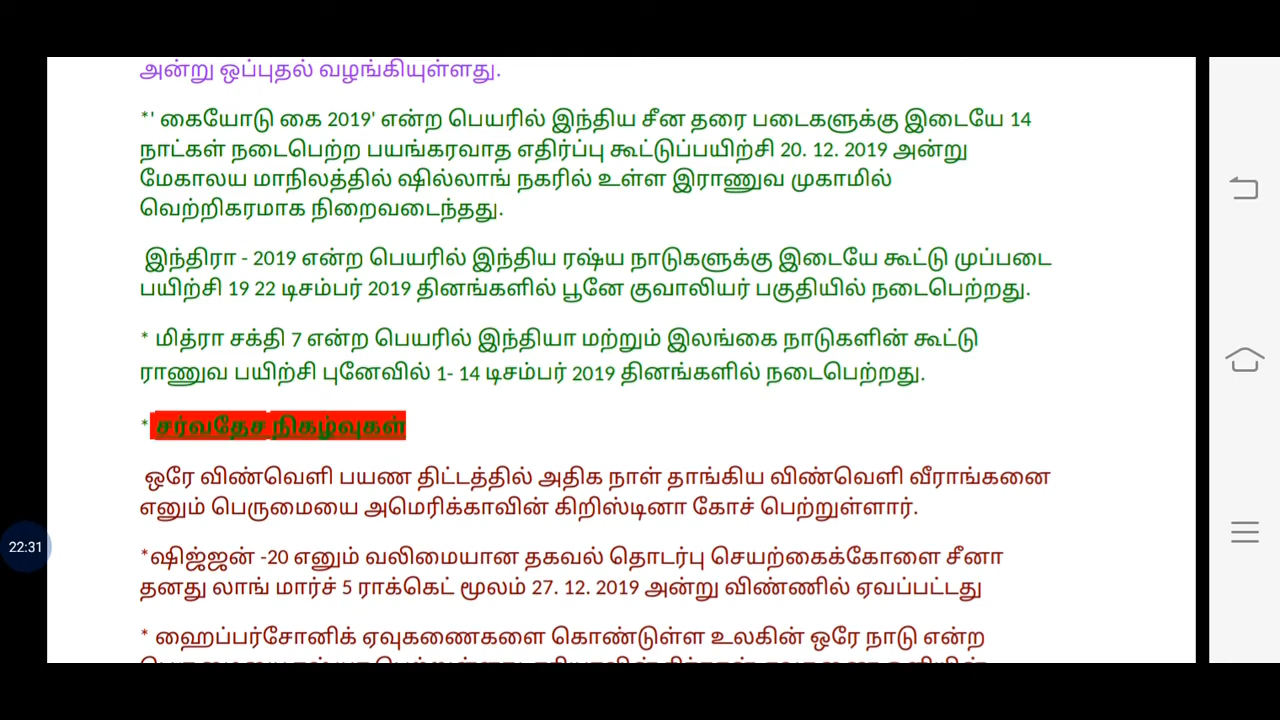 அன்று ஒப்புதல் வழங்கியுள்ளது.
*' கையோடு கை 2019' என்ற பெயரில் இந்திய சீன தரை படைகளுக்கு இடையே 14
நாட்கள் நடைபெற்ற பயங்கரவாத எதிர்ப்பு கூட்டுப்பயிற்சி 20. 12. 2019 அன்று
மேகாலய மாநிலத்தில் ஷில்லாங் நகரில் உள்ள இராணுவ முகாமில்
வெற்றிகரமாக நிறைவடைந்தது.
இந்திரா - 2019 என்ற பெயரில் இந்திய ரஷ்ய நாடுகளுக்கு இடையே கூட்டு முப்படை
பயிற்சி 19 22 டிசம்பர் 2019 தினங்களில் பூனே குவாலியர் பகுதியில் நடைபெற்றது.
* மித்ரா சக்தி 7 என்ற பெயரில் இந்தியா மற்றும் இலங்கை நாடுகளின் கூட்டு
ராணுவ பயிற்சி புனேவில் 1- 14 டிசம்பர் 2019 தினங்களில் நடைபெற்றது.
* சர்வதேச நிகழ்வுகள்
ஒரே விண்வெளி பயண திட்டத்தில் அதிக நாள் தாங்கிய விண்வெளி வீராங்கனை
எனும் பெருமையை அமெரிக்காவின் கிறிஸ்டினா கோச் பெற்றுள்ளார்.
22:31
*ஷிஜ்ஜன் -20 எனும் வலிமையான தகவல் தொடர்பு செயற்கைக்கோளை சீனா
தனது லாங் மார்ச் 5 ராக்கெட் மூலம் 27. 12. 2019 அன்று விண்ணில் ஏவப்பட்டது
* ஹைப்பர்சோனிக் ஏவுகணைகளை கொண்டுள்ள உலகின் ஒரே நாடு என்ற